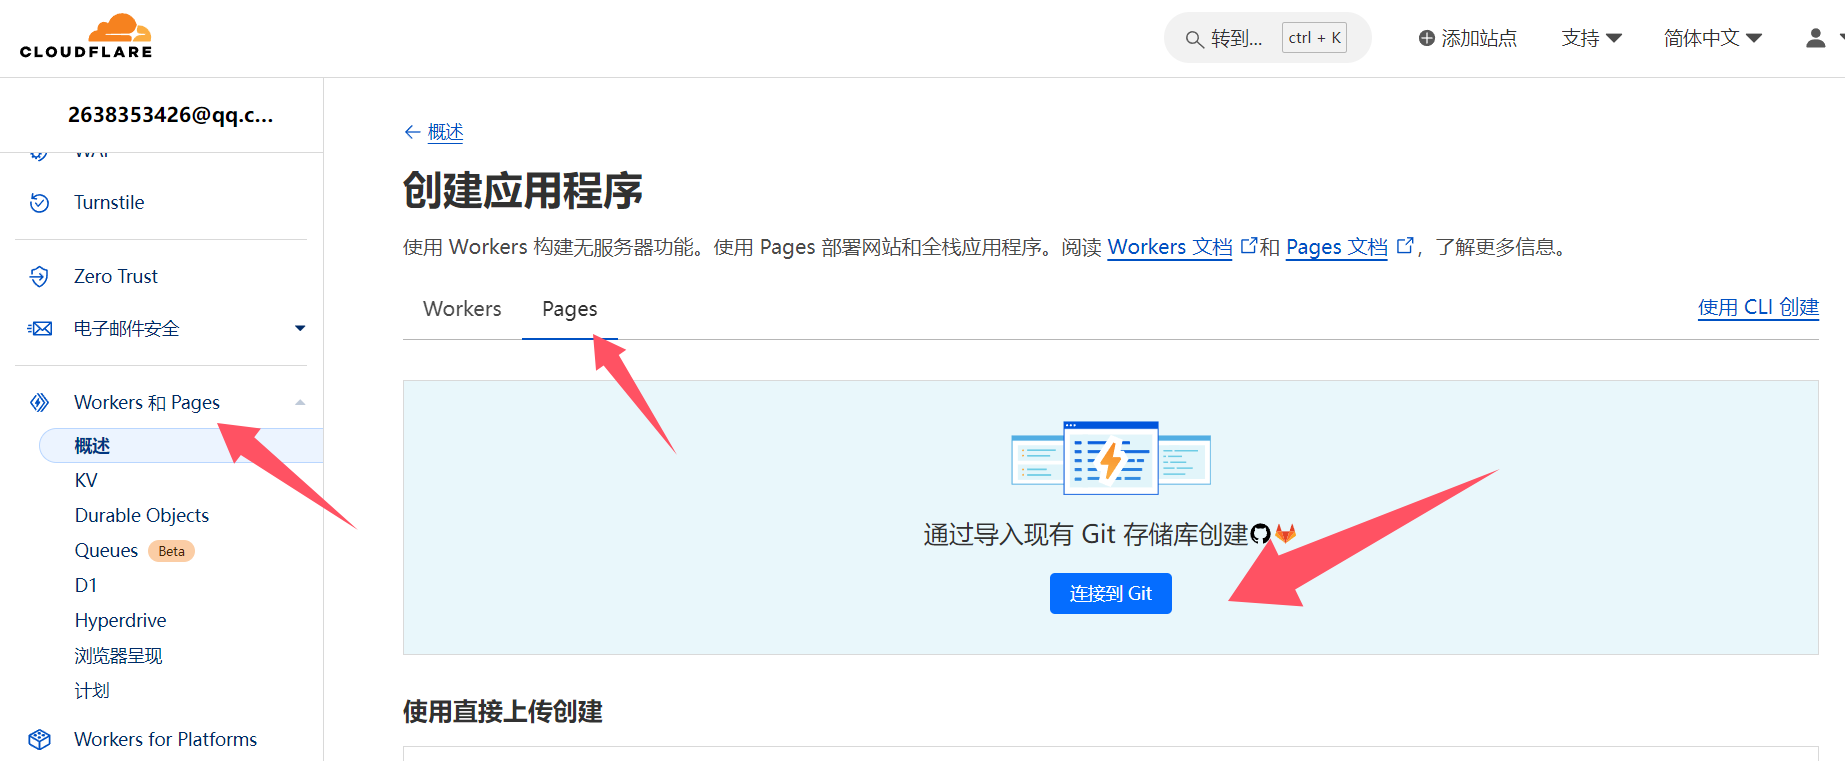 CLOUDFLARE
转到... ctrl + K
添加站点
支持
简体中文
2638353426@qq.c...
WAF
Turnstile
Zero Trust
电子邮件安全
Workers 和 Pages
概述
KV
Durable Objects
Queues Beta
D1
Hyperdrive
浏览器呈现
计划
Workers for Platforms
← 概述
创建应用程序
使用 Workers 构建无服务器功能。使用 Pages 部署网站和全栈应用程序。阅读 Workers 文档 和 Pages 文档 ，了解更多信息。
Workers Pages
使用 CLI 创建
通过导入现有 Git 存储库创建
连接到 Git
使用直接上传创建